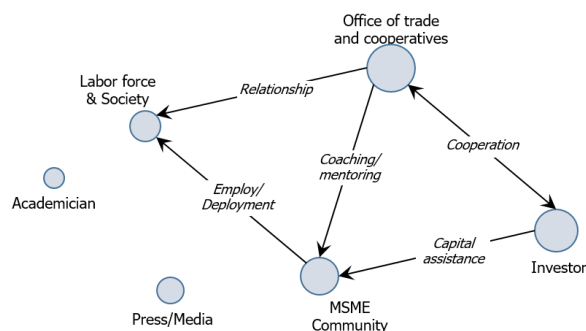 Office of trade
and cooperatives
Labor force
& Society
Relationship
Cooperation
Coaching/
mentoring
Academician
Employ/
Deployment
Capital
assistance
Investor
Press/Media
MSME
Community